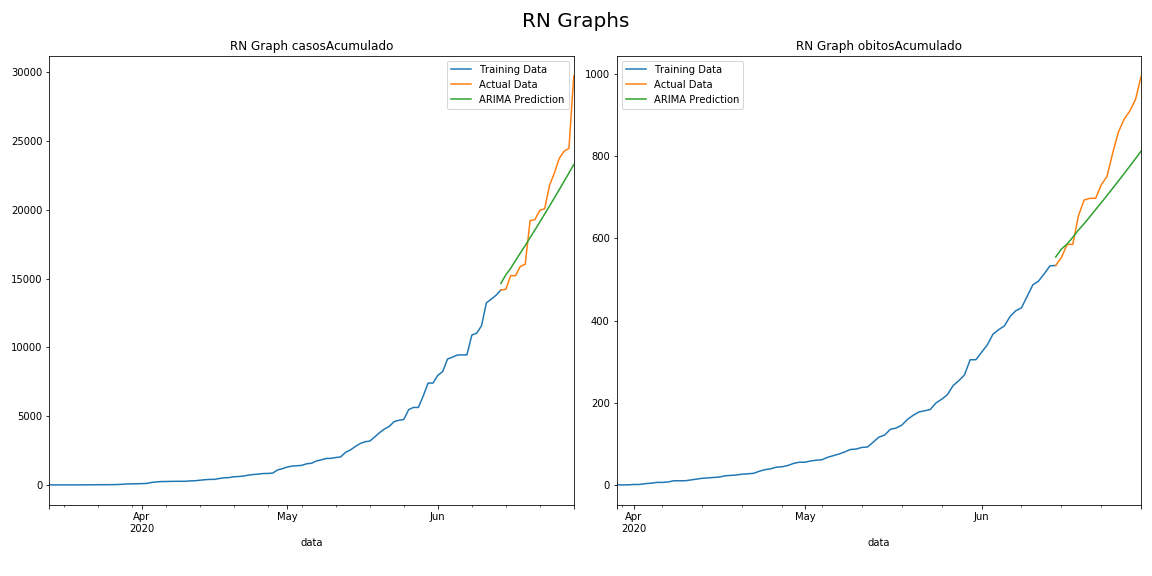 RN Graphs
RN Graph casosAcumulado
30000
25000
20000
15000
10000
5000
0
Training Data
Actual Data
ARIMA Prediction
Apr
2020
May
Jun
data
RN Graph obitosAcumulado
1000
800
600
400
200
0
Training Data
Actual Data
ARIMA Prediction
Apr
2020
May
Jun
data